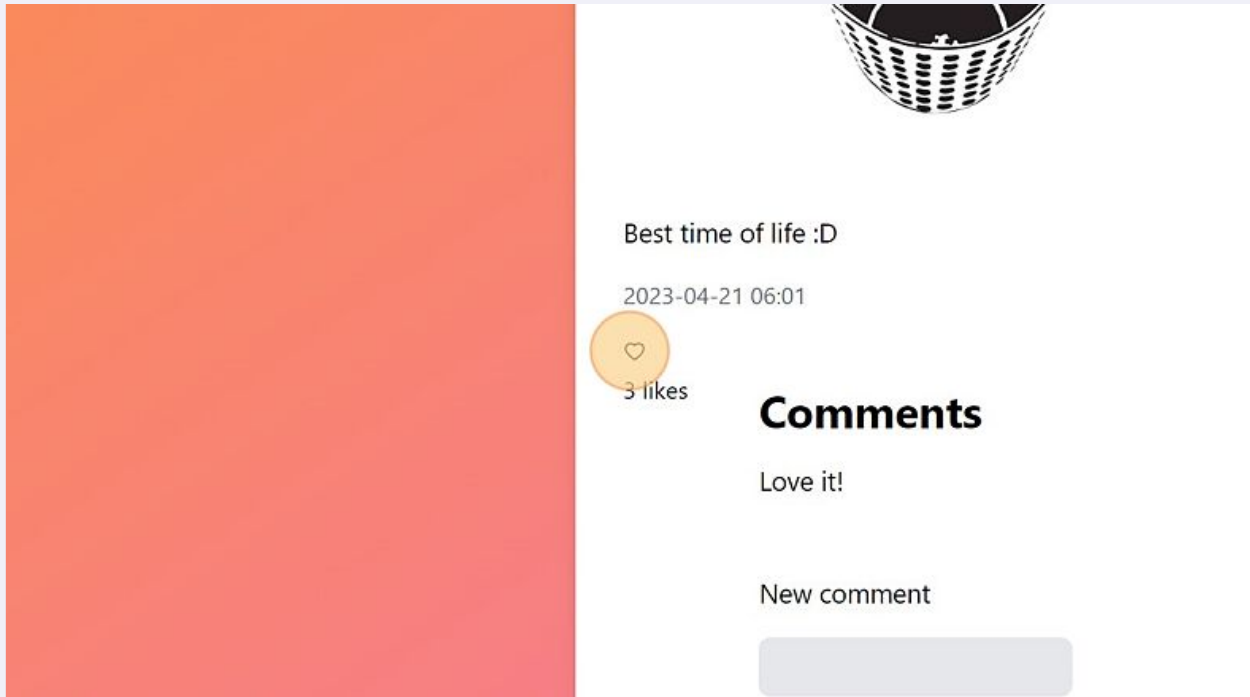 Best time of life :D
2023-04-21 06:01
3 likes
Comments
Love it!
New comment